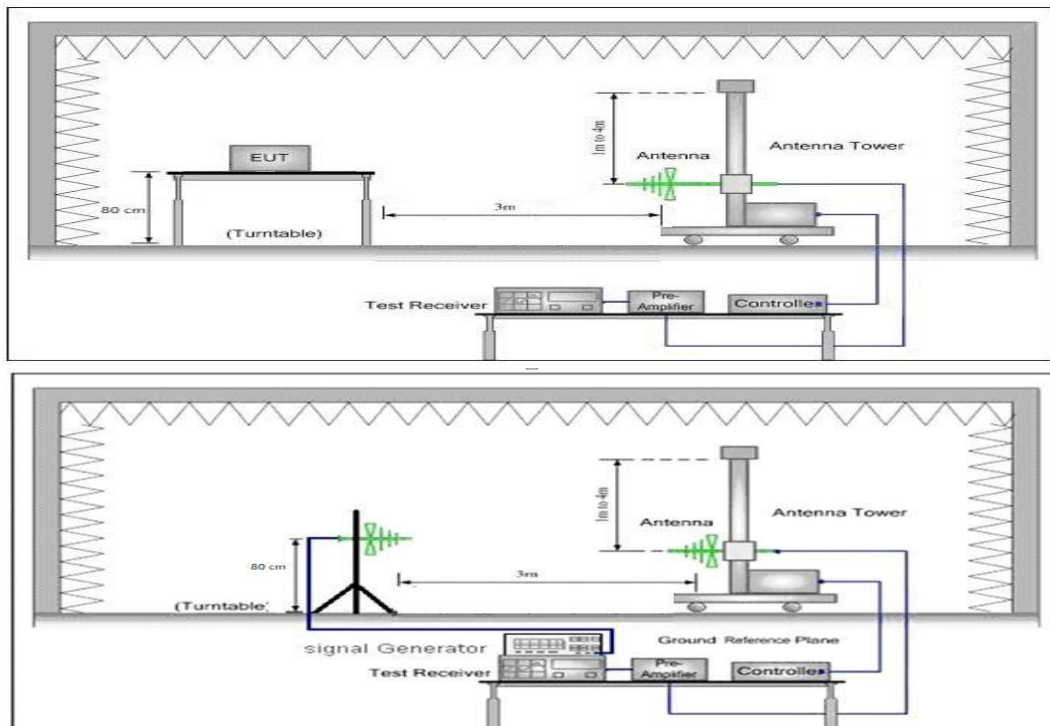 EUT
80 cm
(Turntable)
3m
1m to 4m
Antenna
Antenna Tower
Test Receiver
Pre-
Amplifier
Controller
80 cm
(Turntable)
3m
1m to 4m
Antenna
Antenna Tower
Ground Reference Plane
signal Generator
Test Receiver
Pre-
Amplifier
Controller